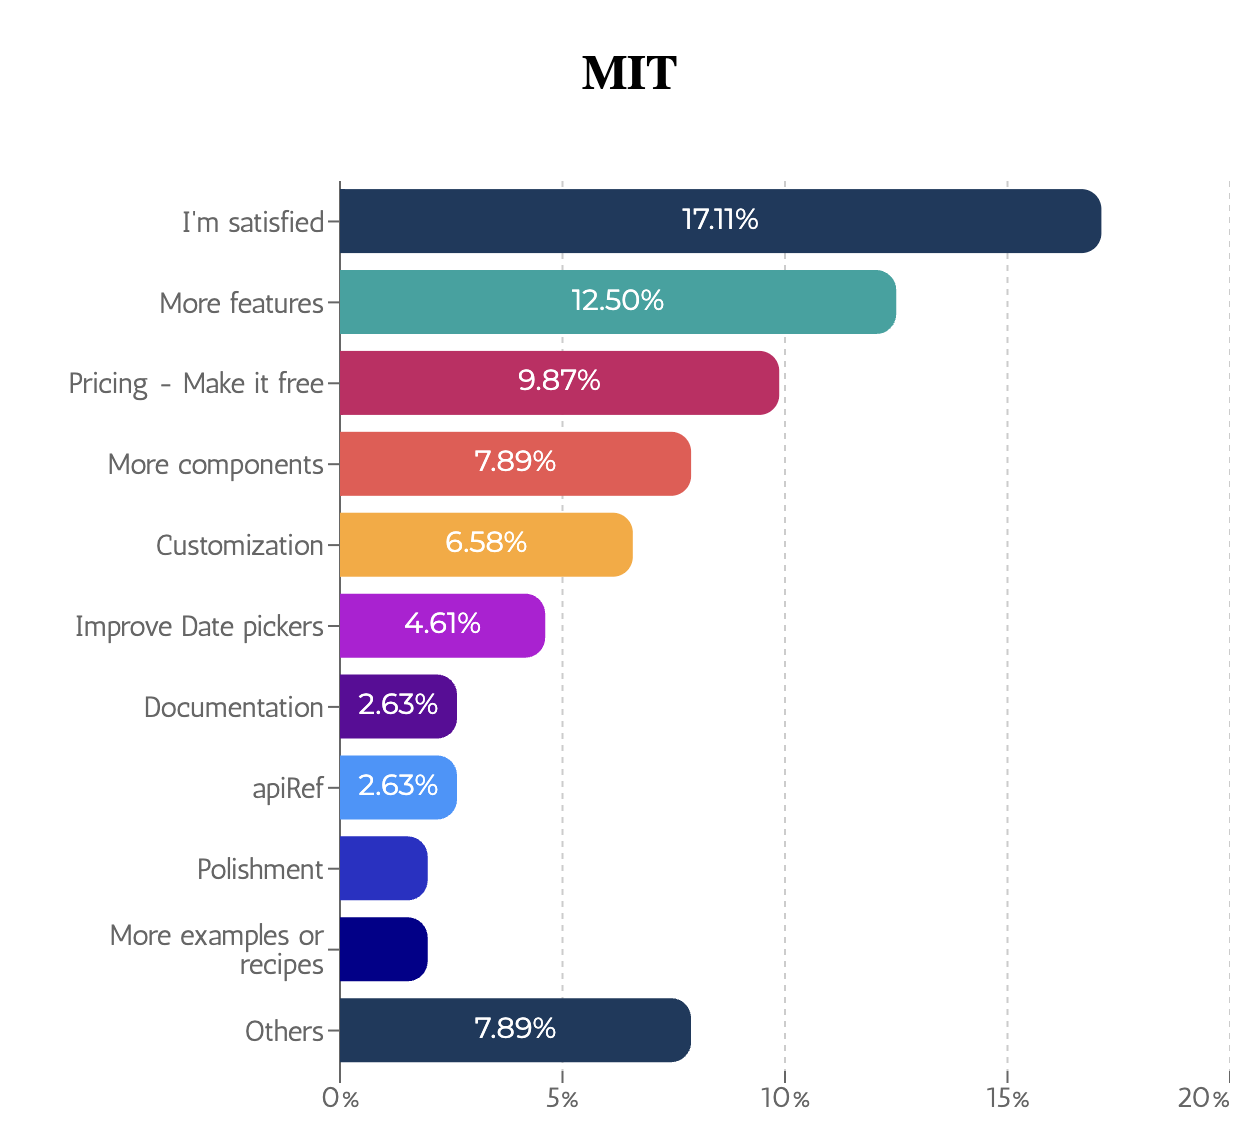 MIT
I'm satisfied
17.11%
More features
12.50%
Pricing - Make it free
9.87%
More components
7.89%
Customization
6.58%
Improve Date pickers
4.61%
Documentation
2.63%
apiRef
2.63%
Polishment
More examples or
recipes
Others
7.89%
0%
5%
10%
15%
20%